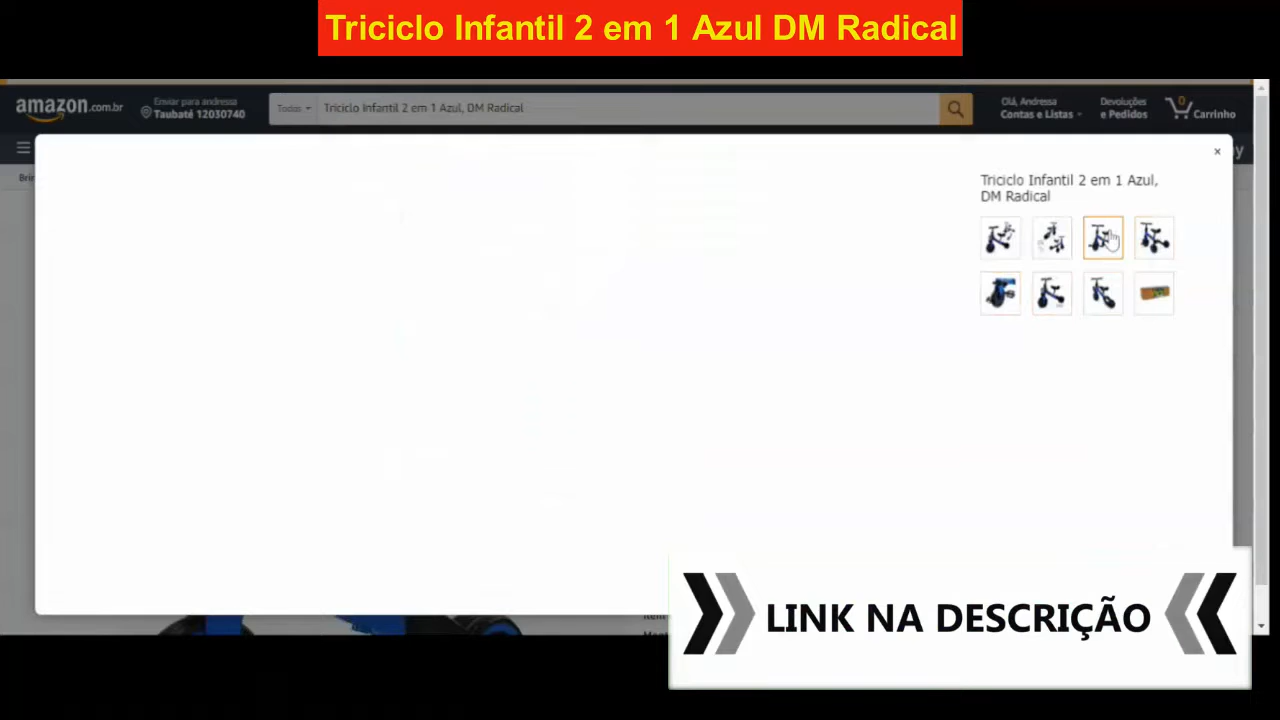 Triciclo Infantil 2 em 1 Azul DM Radical
amazon.com.br
Enviar para andressa
Taubaté 12030740
Todas
Triciclo Infantil 2 em 1 Azul, DM Radical
Olá, Andressa
Contas e Listas
Devoluções
e Pedidos
0
Carrinho
Triciclo Infantil 2 em 1 Azul,
DM Radical
LINK NA DESCRIÇÃO